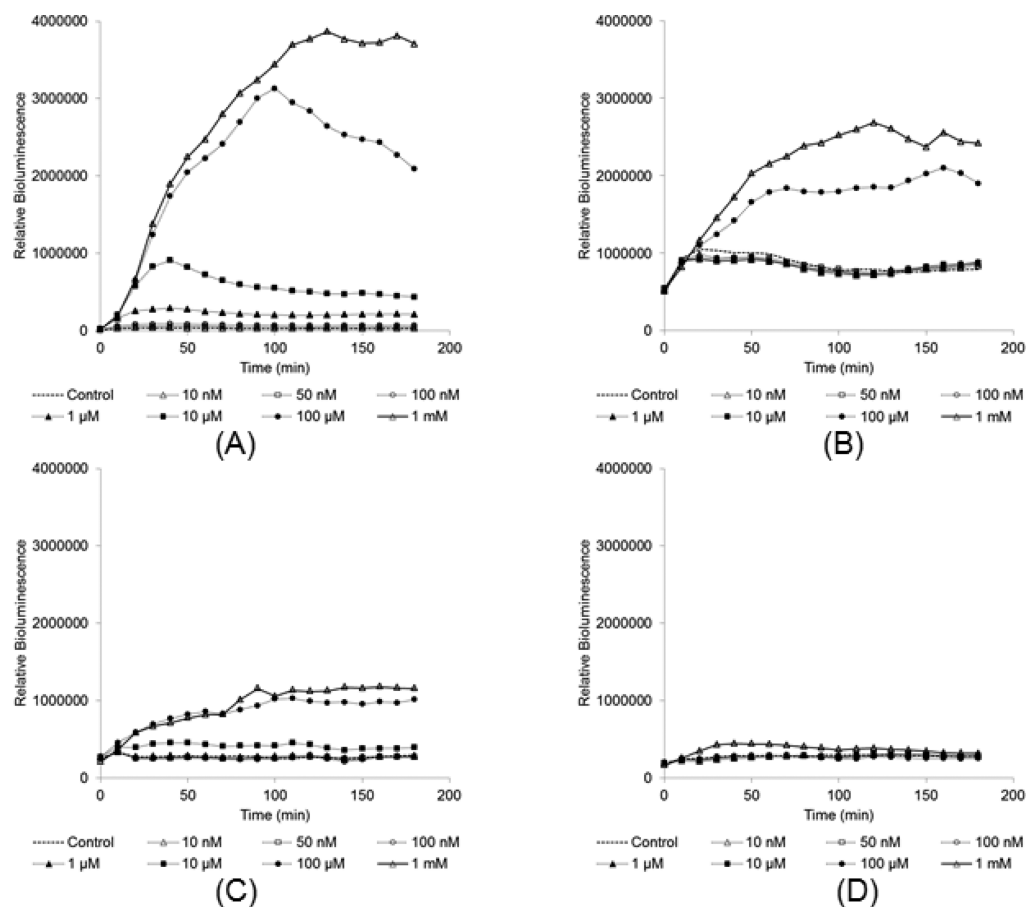 4000000
3000000
2000000
1000000
0
Relative Bioluminescence
0 50 100 150 200
Time (min)
Control 10 nM 50 nM 100 nM
1 µM 10 µM 100 µM 1 mM
(A)
4000000
3000000
2000000
1000000
0
Relative Bioluminescence
0 50 100 150 200
Time (min)
Control 10 nM 50 nM 100 nM
1 µM 10 µM 100 µM 1 mM
(B)
4000000
3000000
2000000
1000000
0
Relative Bioluminescence
0 50 100 150 200
Time (min)
Control 10 nM 50 nM 100 nM
1 µM 10 µM 100 µM 1 mM
(C)
4000000
3000000
2000000
1000000
0
Relative Bioluminescence
0 50 100 150 200
Time (min)
Control 10 nM 50 nM 100 nM
1 µM 10 µM 100 µM 1 mM
(D)